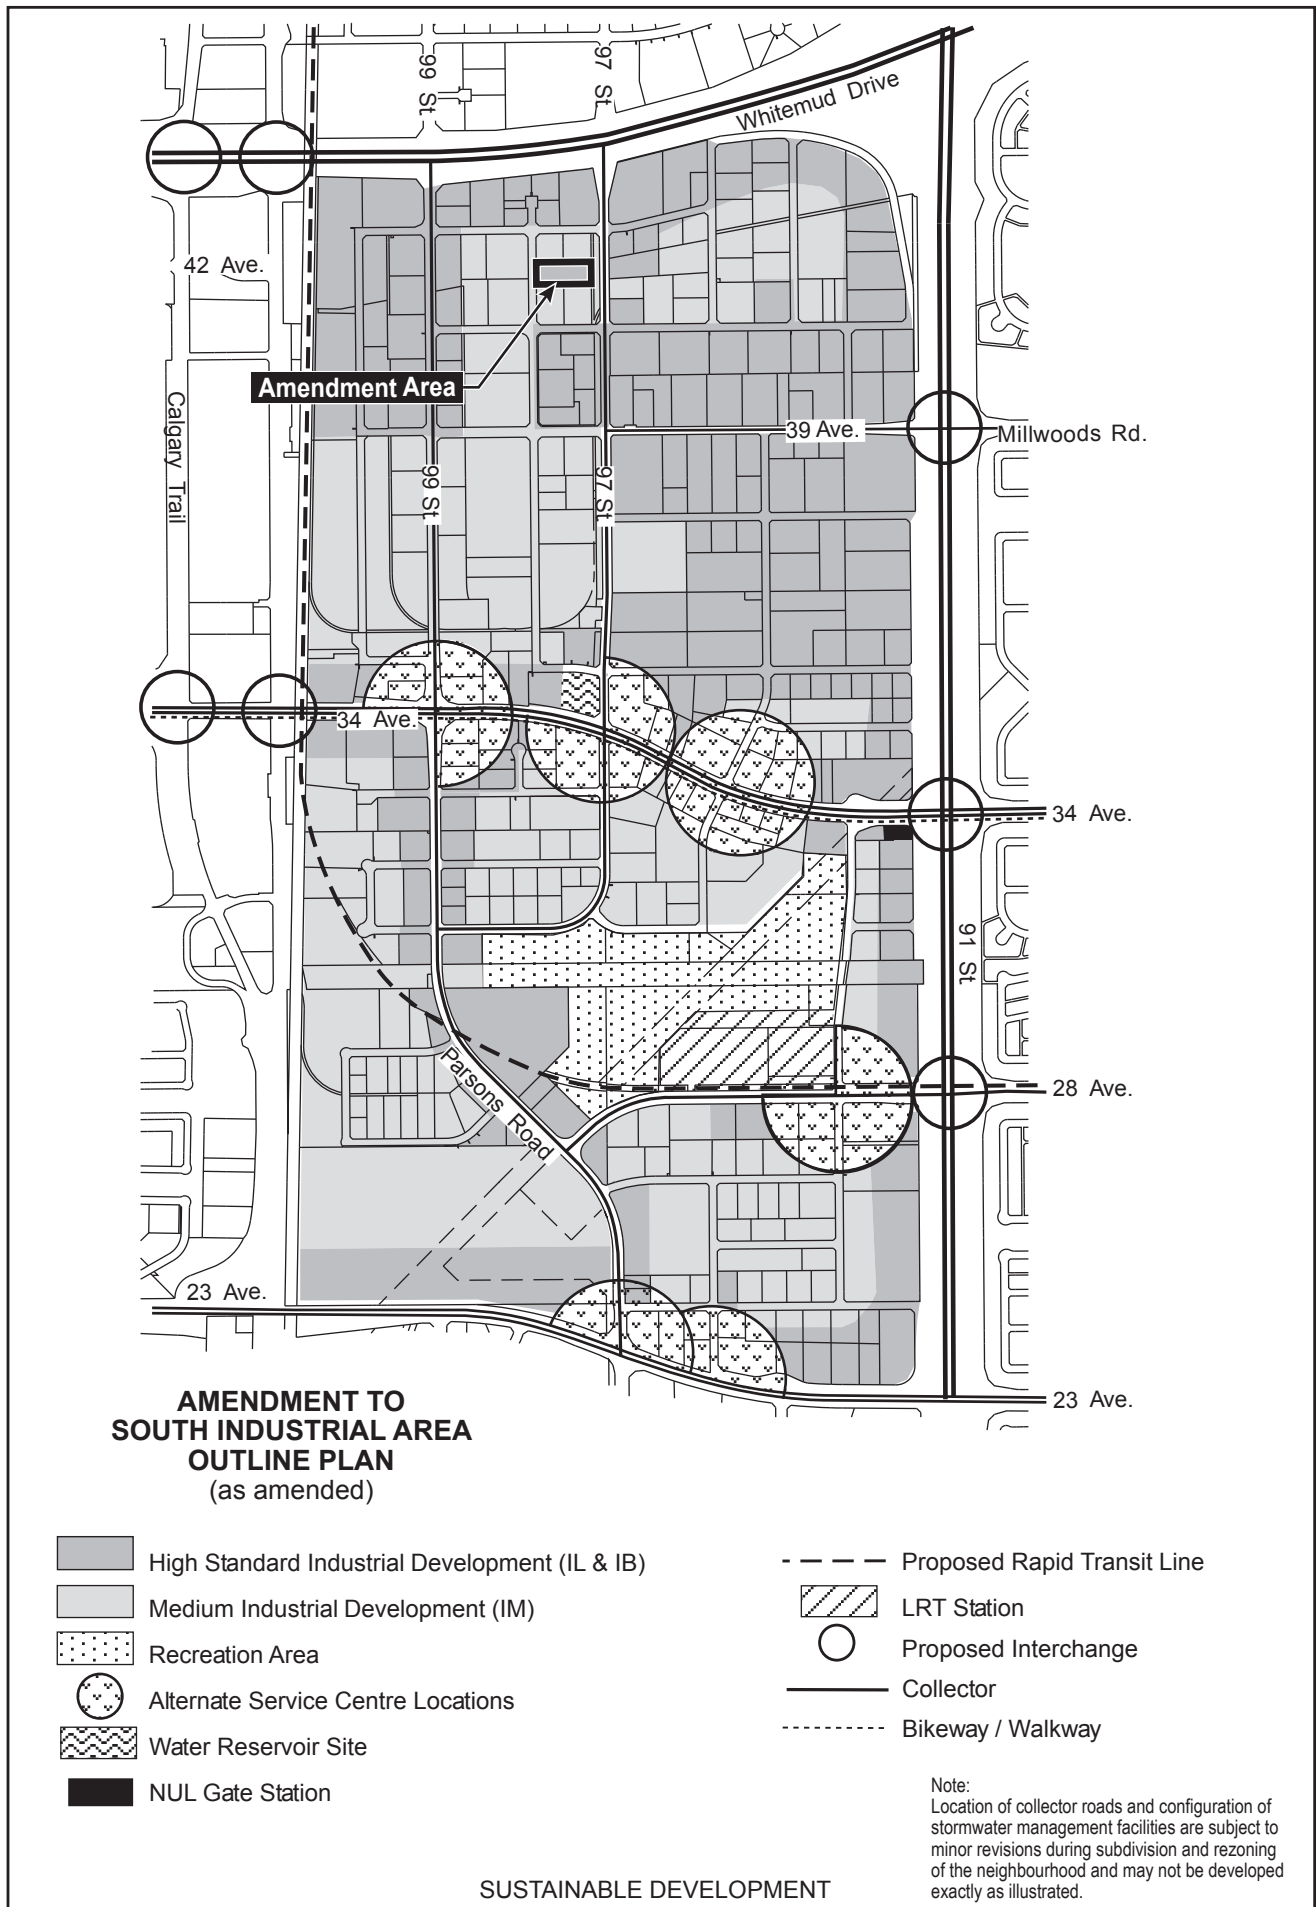 99 St
97 St
Whitemud Drive
42 Ave.
Amendment Area
Calgary Trail
39 Ave.
Millwoods Rd.
99 St
97 St
34 Ave.
34 Ave.
91 St
28 Ave.
Parsons Road
23 Ave.
23 Ave.
AMENDMENT TO
SOUTH INDUSTRIAL AREA
OUTLINE PLAN
(as amended)
High Standard Industrial Development (IL & IB)
Medium Industrial Development (IM)
Recreation Area
Alternate Service Centre Locations
Water Reservoir Site
NUL Gate Station
Proposed Rapid Transit Line
LRT Station
Proposed Interchange
Collector
Bikeway / Walkway
Note:
Location of collector roads and configuration of
stormwater management facilities are subject to
minor revisions during subdivision and rezoning
of the neighbourhood and may not be developed
exactly as illustrated.
SUSTAINABLE DEVELOPMENT